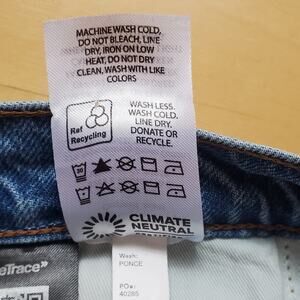 MACHINE WASH COLD,
DO NOT BLEACH, LINE
DRY, IRON ON LOW
HEAT, DO NOT DRY
CLEAN, WASH WITH LIKE
COLORS
Ref
Recycling
WASH LESS.
WASH COLD.
LINE DRY.
DONATE OR
RECYCLE.
30
CLIMATE
NEUTRAL
eTrace
Wash:
PONCE
PO#:
40285